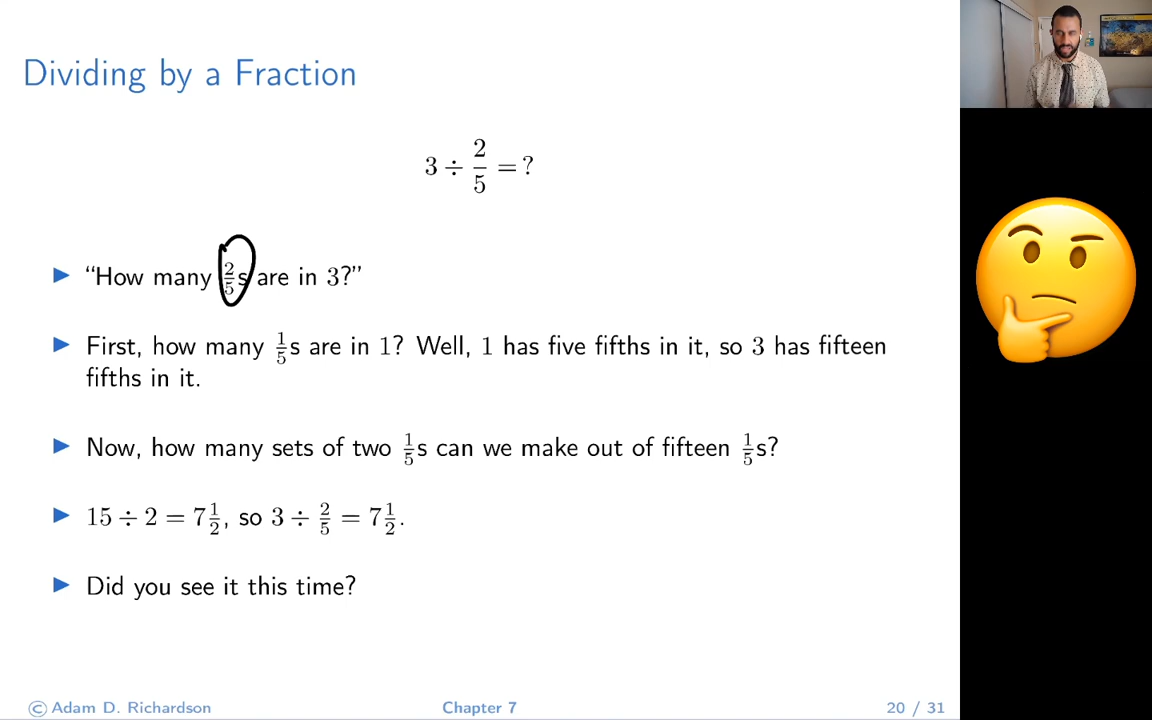 Dividing by a Fraction
3 ÷ 2/5 = ?
“How many 2/5s are in 3?”
First, how many 1/5s are in 1? Well, 1 has five fifths in it, so 3 has fifteen
fifths in it.
Now, how many sets of two 1/5s can we make out of fifteen 1/5s?
15 ÷ 2 = 7 1/2, so 3 ÷ 2/5 = 7 1/2.
Did you see it this time?
© Adam D. Richardson Chapter 7 20 / 31